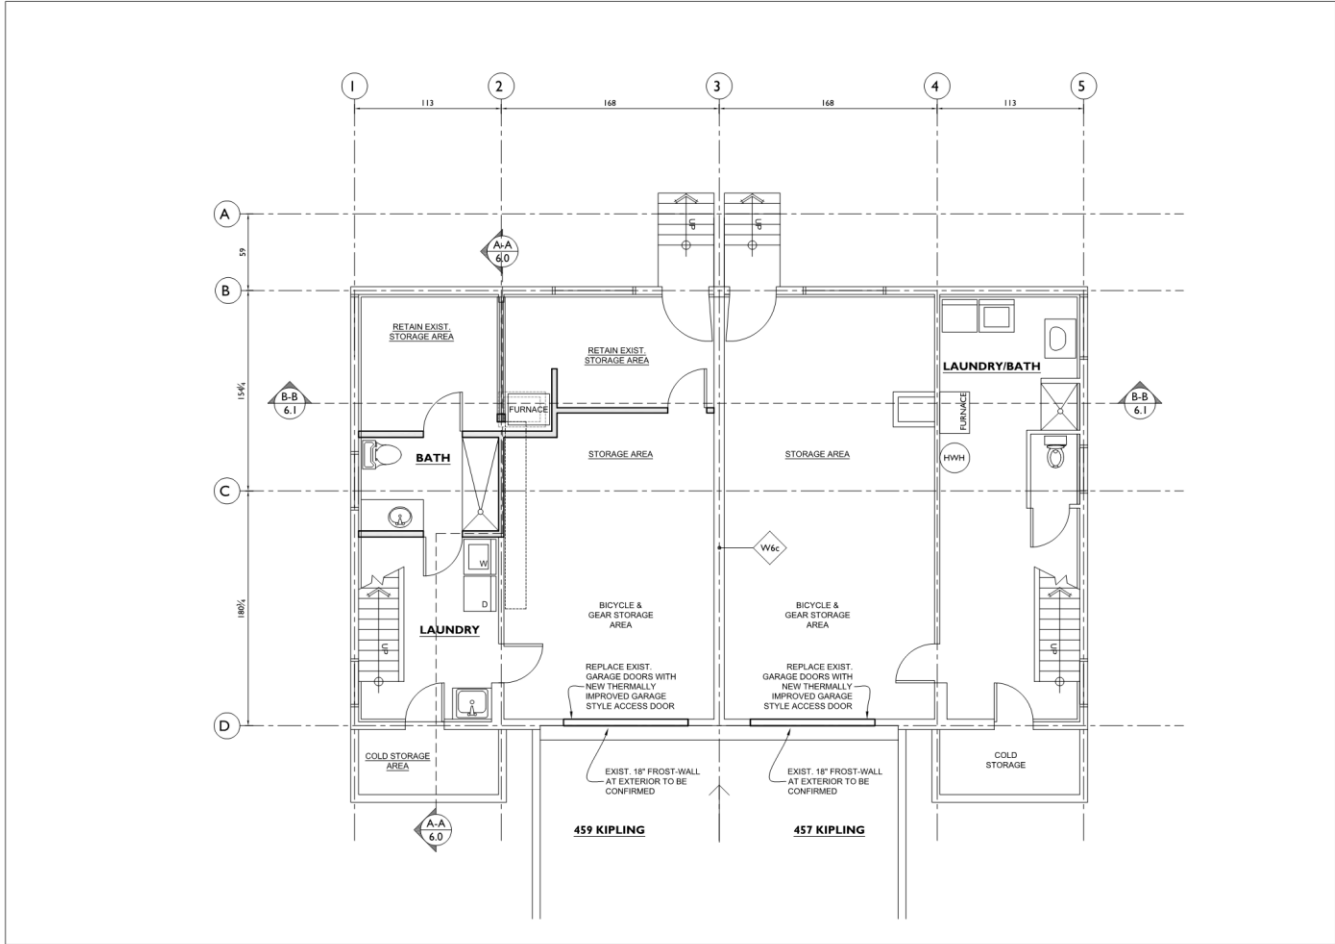 1
2
3
4
5
113
168
168
113
A
UP
UP
59
A-A
6.0
B
RETAIN EXIST.
STORAGE AREA
RETAIN EXIST.
STORAGE AREA
LAUNDRY/BATH
154¾
B-B
6.1
FURNACE
FURNACE
B-B
6.1
BATH
STORAGE AREA
STORAGE AREA
HWH
C
W6c
W
D
180¾
BICYCLE &
GEAR STORAGE
AREA
BICYCLE &
GEAR STORAGE
AREA
LAUNDRY
UP
UP
REPLACE EXIST.
GARAGE DOORS WITH
NEW THERMALLY
IMPROVED GARAGE
STYLE ACCESS DOOR
REPLACE EXIST.
GARAGE DOORS WITH
NEW THERMALLY
IMPROVED GARAGE
STYLE ACCESS DOOR
D
COLD STORAGE
AREA
COLD
STORAGE
EXIST. 18" FROST-WALL
AT EXTERIOR TO BE
CONFIRMED
EXIST. 18" FROST-WALL
AT EXTERIOR TO BE
CONFIRMED
A-A
6.0
459 KIPLING
457 KIPLING